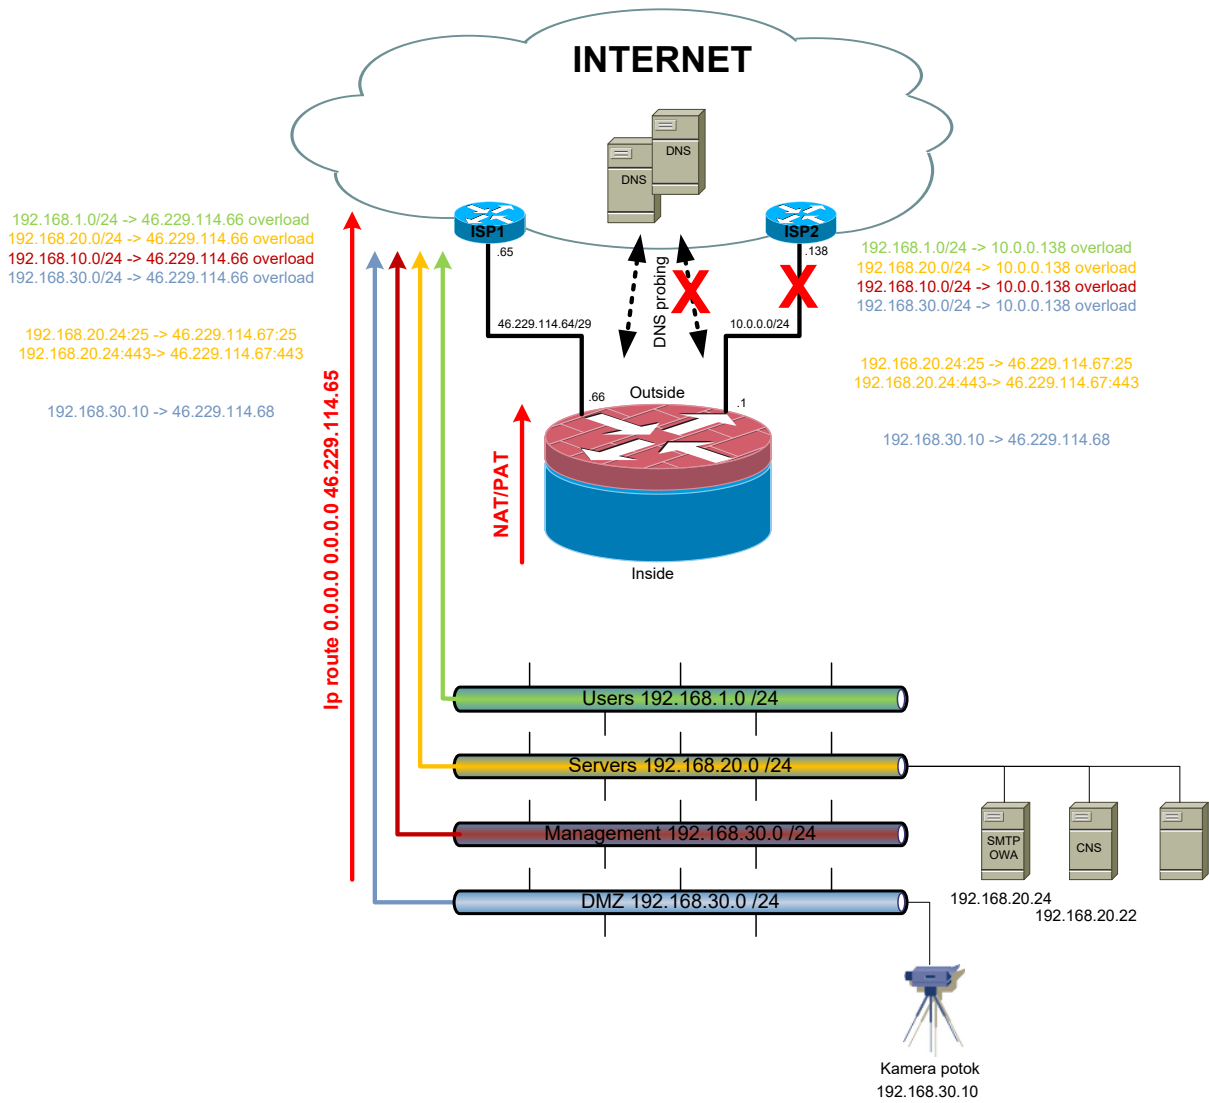 INTERNET
DNS
DNS
ISP1
ISP2
.65
.138
192.168.1.0/24 -> 46.229.114.66 overload
192.168.20.0/24 -> 46.229.114.66 overload
192.168.10.0/24 -> 46.229.114.66 overload
192.168.30.0/24 -> 46.229.114.66 overload
192.168.20.24:25 -> 46.229.114.67:25
192.168.20.24:443-> 46.229.114.67:443
192.168.30.10 -> 46.229.114.68
192.168.1.0/24 -> 10.0.0.138 overload
192.168.20.0/24 -> 10.0.0.138 overload
192.168.10.0/24 -> 10.0.0.138 overload
192.168.30.0/24 -> 10.0.0.138 overload
192.168.20.24:25 -> 46.229.114.67:25
192.168.20.24:443-> 46.229.114.67:443
192.168.30.10 -> 46.229.114.68
DNS probing
X
X
46.229.114.64/29
10.0.0.0/24
Outside
.66
.1
NAT/PAT
Ip route 0.0.0.0 0.0.0.0 46.229.114.65
Inside
Users 192.168.1.0 /24
Servers 192.168.20.0 /24
Management 192.168.30.0 /24
DMZ 192.168.30.0 /24
SMTP
OWA
CNS
192.168.20.24
192.168.20.22
Kamera potok
192.168.30.10